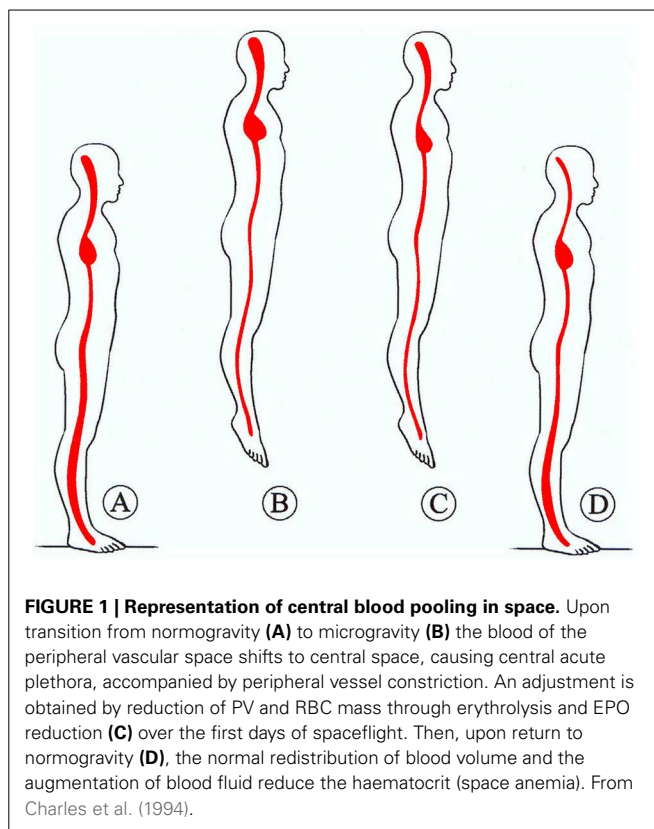 A
B
C
D
FIGURE 1 | Representation of central blood pooling in space. Upon
transition from normogravity (A) to microgravity (B) the blood of the
peripheral vascular space shifts to central space, causing central acute
plethora, accompanied by peripheral vessel constriction. An adjustment is
obtained by reduction of PV and RBC mass through erythrolysis and EPO
reduction (C) over the first days of spaceflight. Then, upon return to
normogravity (D), the normal redistribution of blood volume and the
augmentation of blood fluid reduce the haematocrit (space anemia). From
Charles et al. (1994).